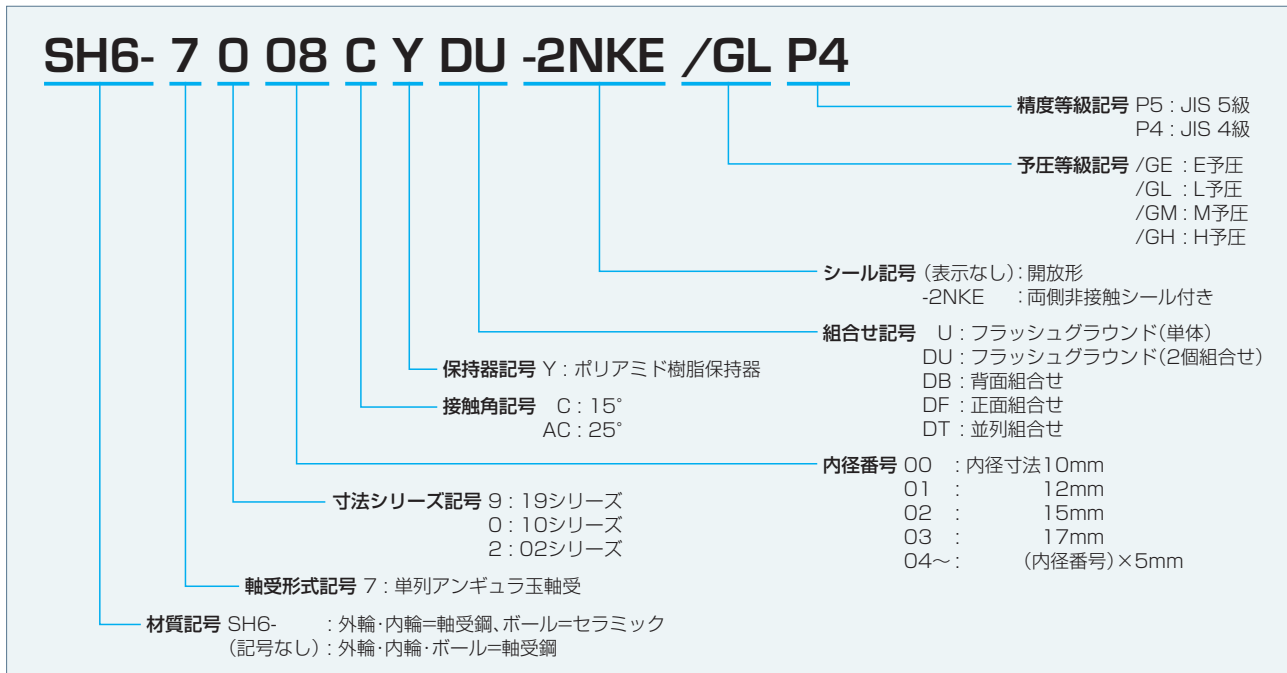 SH6- 7 0 08 C Y DU -2NKE /GL P4
精度等級記号 P5 : JIS 5級
P4 : JIS 4級
予圧等級記号 /GE : E予圧
/GL : L予圧
/GM : M予圧
/GH : H予圧
シール記号 (表示なし) : 開放形
-2NKE : 両側非接触シール付き
組合せ記号 U : フラッシュグラウンド(単体)
DU : フラッシュグラウンド(2個組合せ)
DB : 背面組合せ
DF : 正面組合せ
DT : 並列組合せ
保持器記号 Y : ポリアミド樹脂保持器
接触角記号 C : 15°
AC : 25°
内径番号 00 : 内径寸法10mm
01 : 12mm
02 : 15mm
03 : 17mm
04～ : (内径番号)×5mm
寸法シリーズ記号 9 : 19シリーズ
0 : 10シリーズ
2 : 02シリーズ
軸受形式記号 7 : 単列アンギュラ玉軸受
材質記号 SH6- : 外輪・内輪=軸受鋼、ボール=セラミック
(記号なし) : 外輪・内輪・ボール=軸受鋼